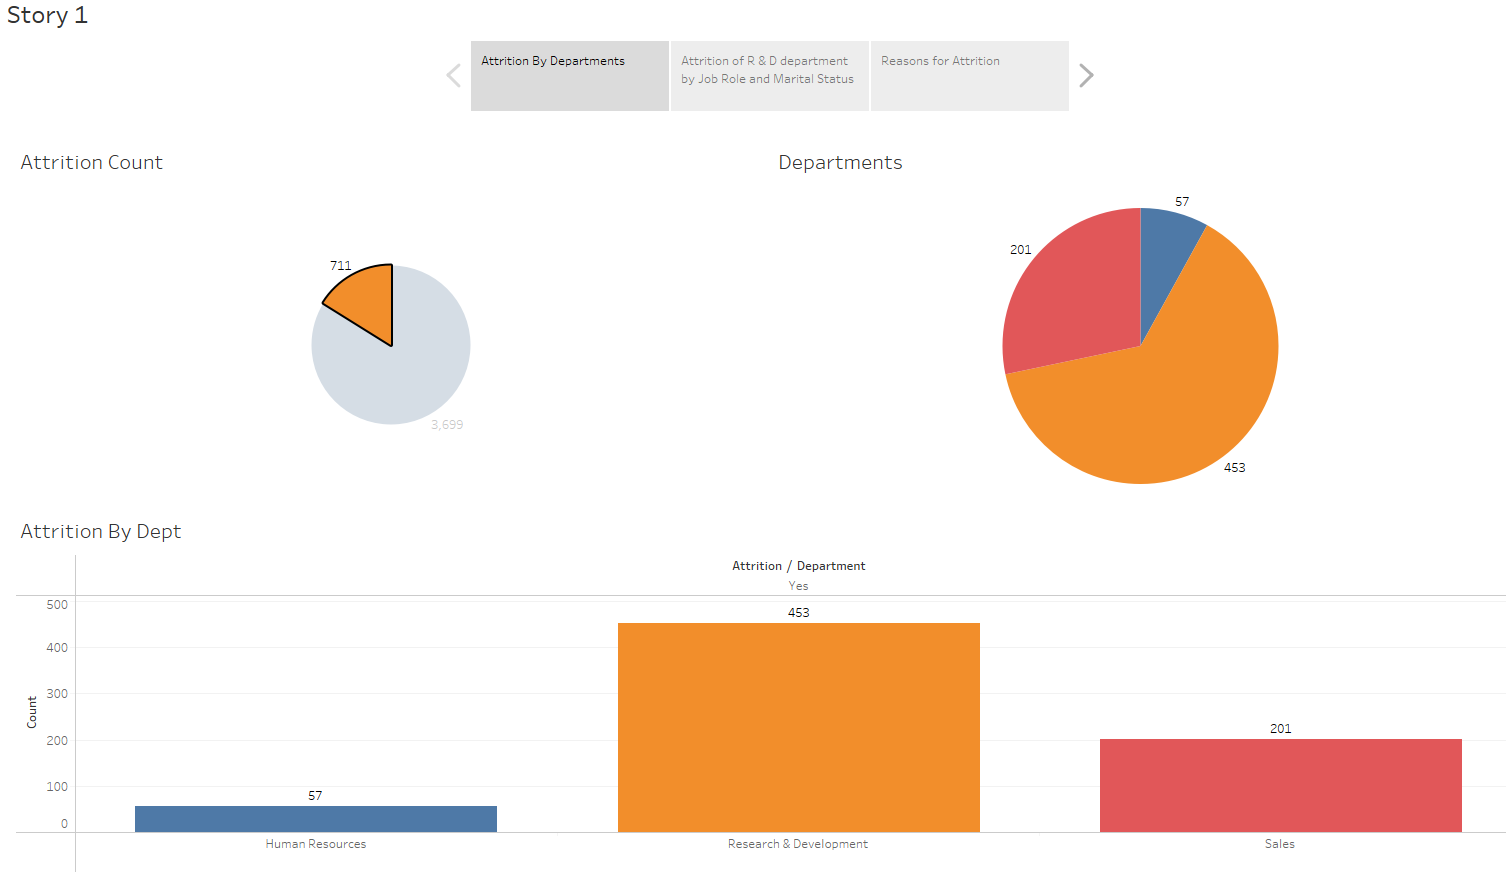 Story 1
Attrition By Departments
Attrition of R & D department
by Job Role and Marital Status
Reasons for Attrition
Attrition Count
711
3,699
Departments
57
201
453
Attrition By Dept
Attrition / Department
Yes
500
400
300
200
100
0
Count
57
453
201
Human Resources
Research & Development
Sales